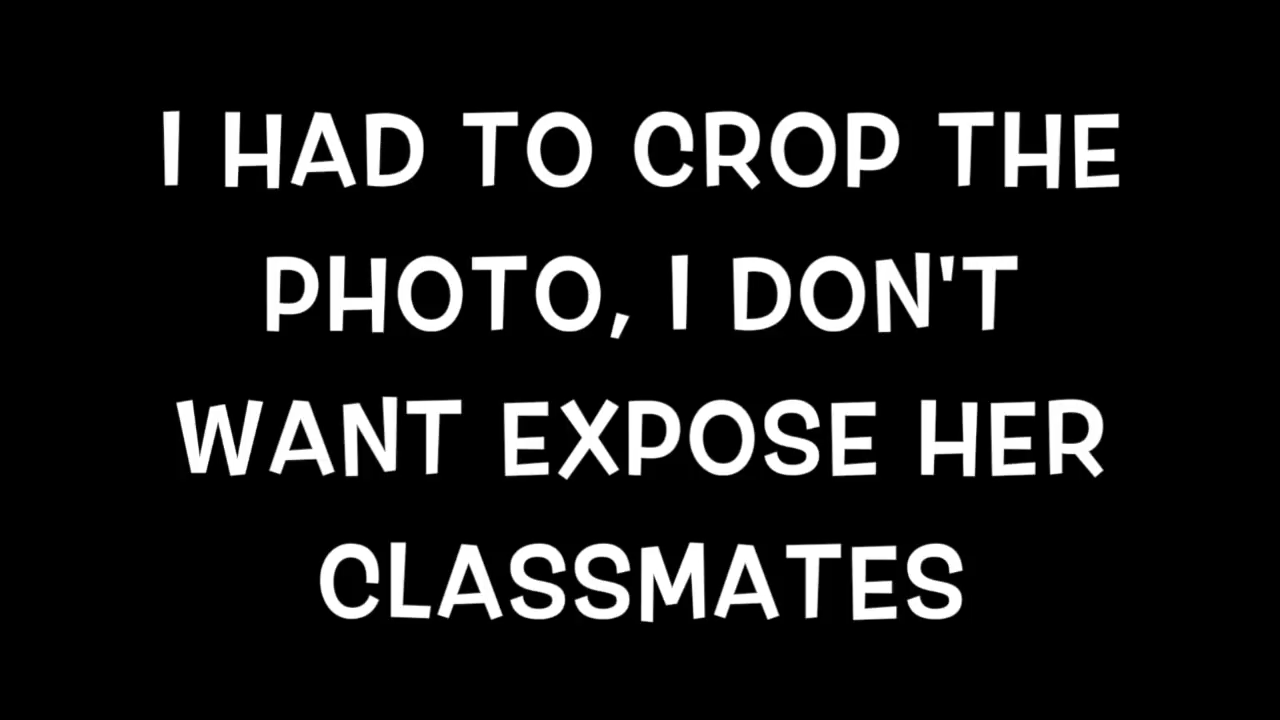 I HAD TO CROP THE
PHOTO, I DON'T
WANT EXPOSE HER
CLASSMATES